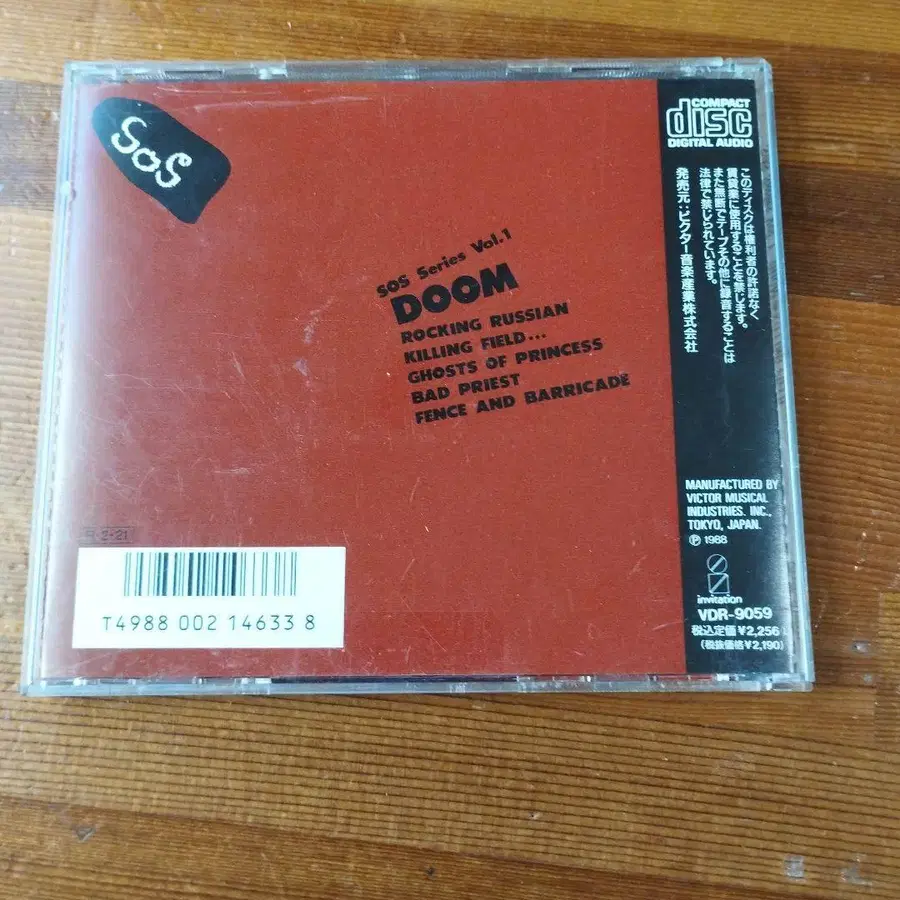 SOS
SOS Series Vol.1
DOOM
ROCKING RUSSIAN
KILLING FIELD...
GHOSTS OF PRINCESS
BAD PRIEST
FENCE AND BARRICADE
COMPACT
disc
DIGITAL AUDIO
このディスクは権利者の許諾なく
賃貸業に使用することを禁じます。
また無断でテープその他に録音することは
法律で禁じられています。
発売元:ビクター音楽産業株式会社
MANUFACTURED BY
VICTOR MUSICAL
INDUSTRIES. INC.,
TOKYO, JAPAN.
Ⓟ 1988
invitation
VDR-9059
税込定価¥2,256
(税抜価格¥2,190)
2・21
T4988 002 14633 8